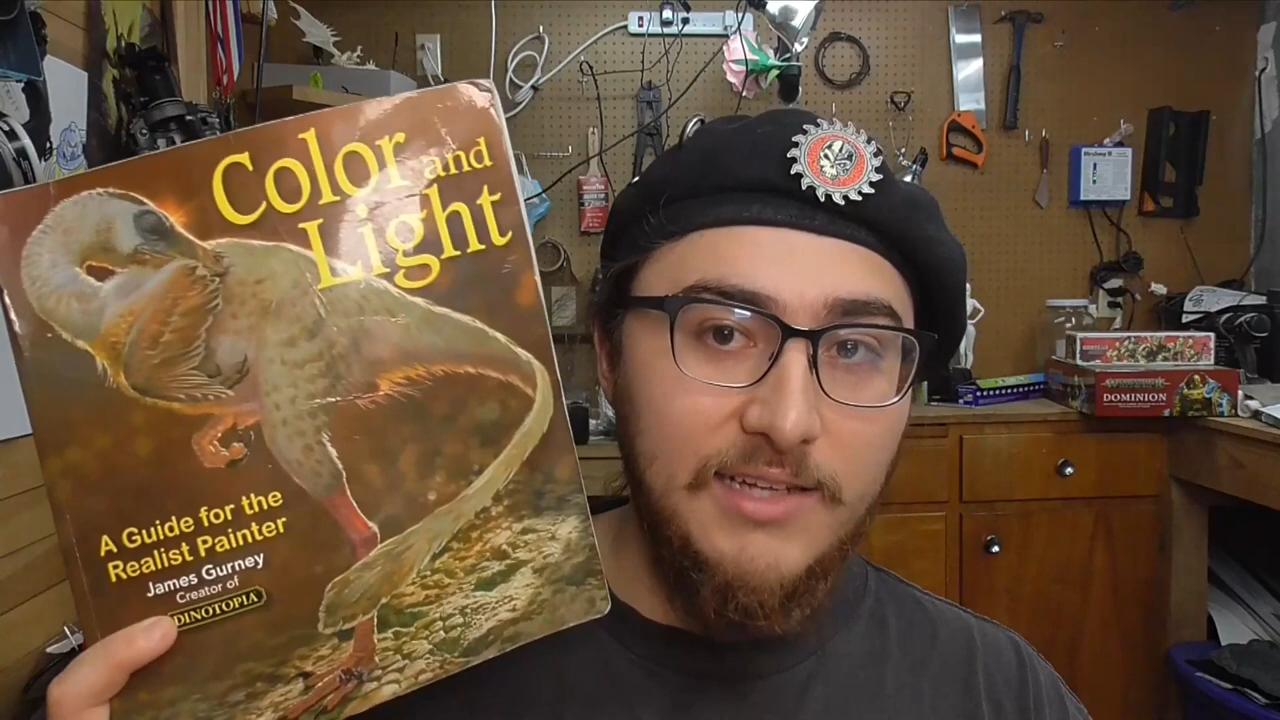 Color and
Light
A Guide for the
Realist Painter
James Gurney
Creator of
DINOTOPIA
DOMINION